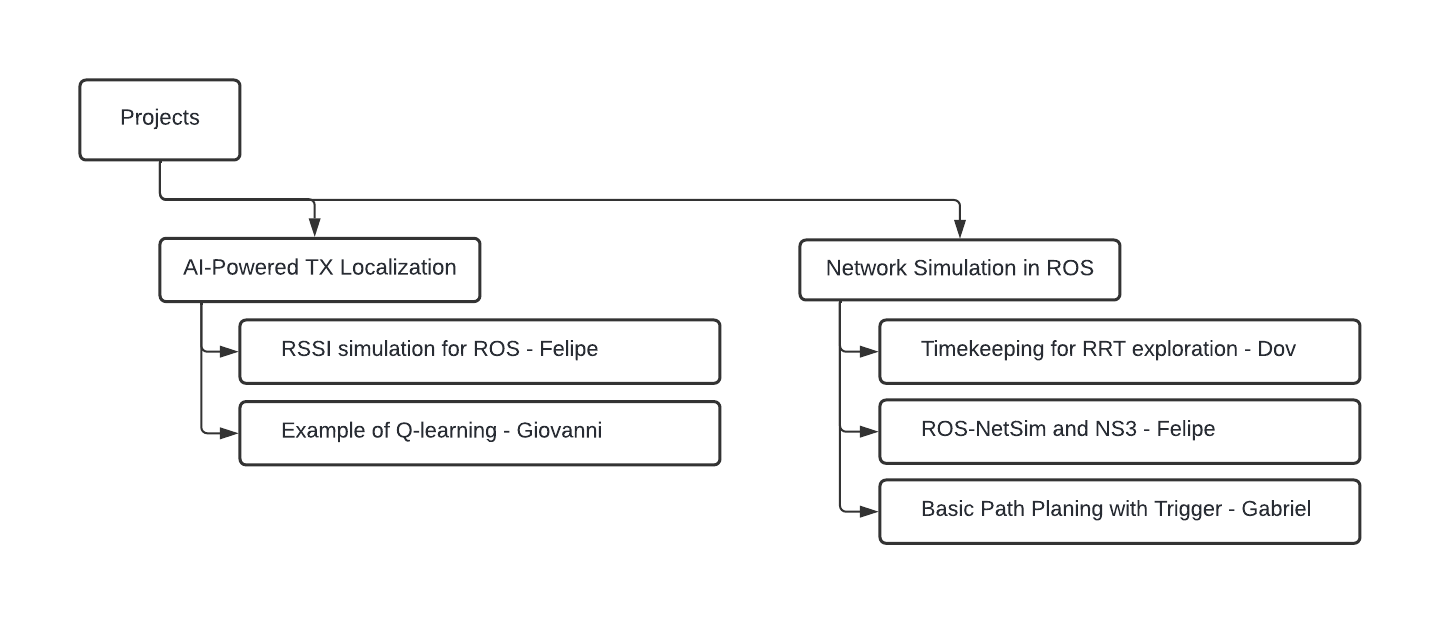 Projects
AI-Powered TX Localization
RSSI simulation for ROS - Felipe
Example of Q-learning - Giovanni
Network Simulation in ROS
Timekeeping for RRT exploration - Dov
ROS-NetSim and NS3 - Felipe
Basic Path Planing with Trigger - Gabriel